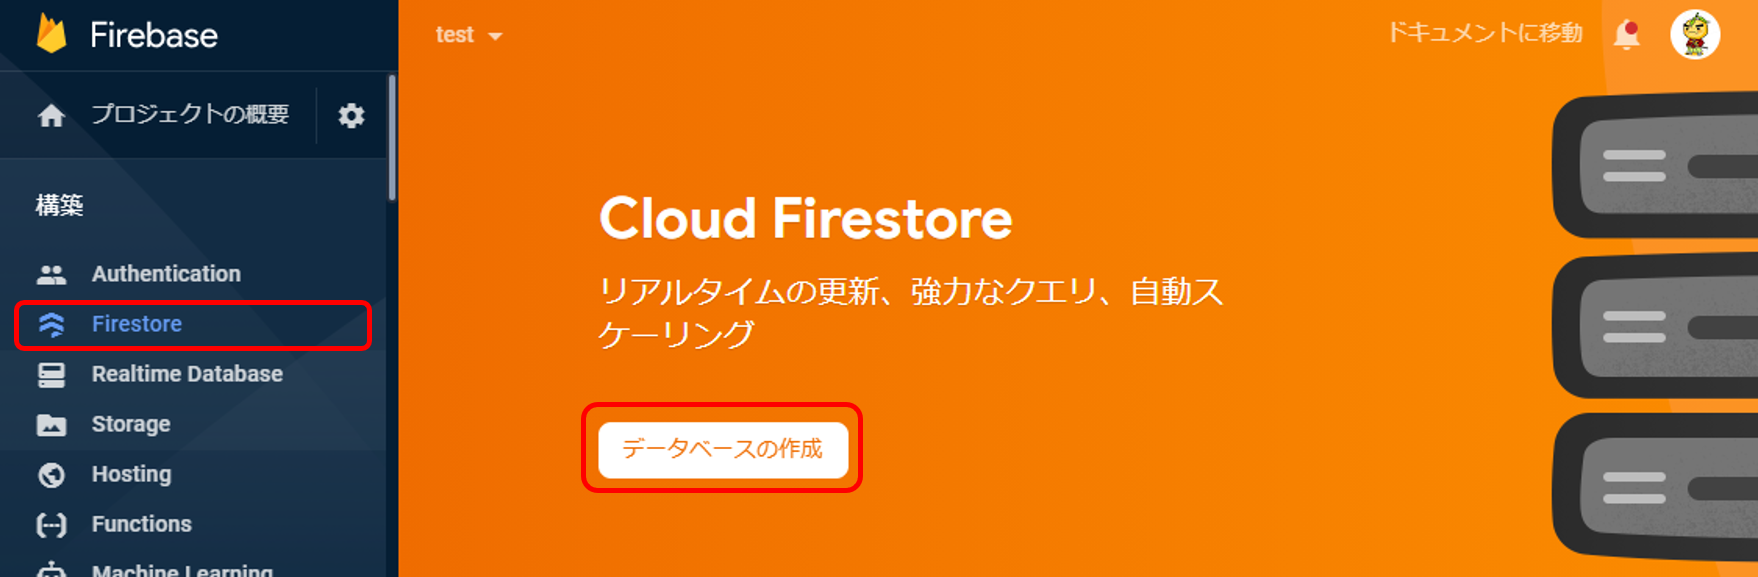 Firebase
プロジェクトの概要
構築
Authentication
Firestore
Realtime Database
Storage
Hosting
Functions
Machine Learning
test
ドキュメントに移動
Cloud Firestore
リアルタイムの更新、強力なクエリ、自動ス
ケーリング
データベースの作成